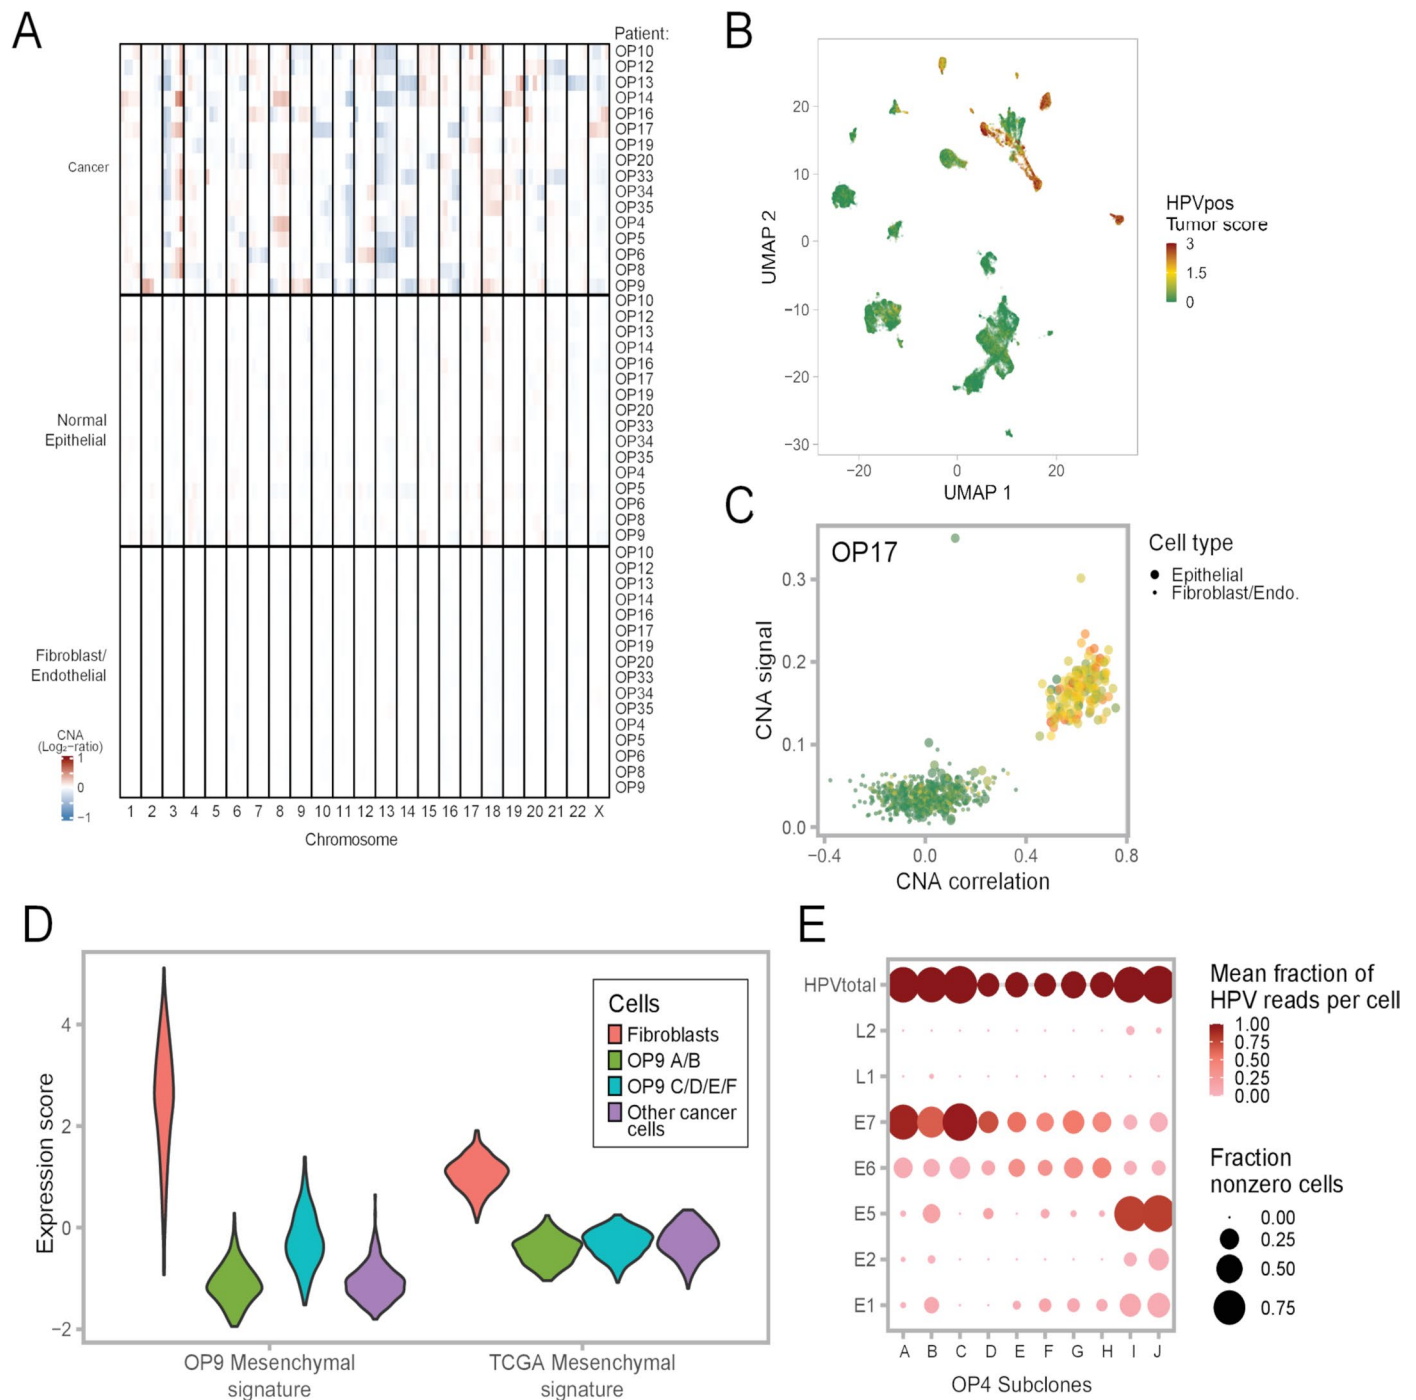 A
Patient:
OP10
OP12
OP13
OP14
OP16
OP17
OP19
OP20
OP33
OP34
OP35
OP4
OP5
OP6
OP8
OP9
Cancer
OP10
OP12
OP13
OP14
OP16
OP17
OP19
OP20
OP33
OP34
OP35
OP4
OP5
OP6
OP8
OP9
Normal
Epithelial
OP10
OP12
OP13
OP14
OP16
OP17
OP19
OP20
OP33
OP34
OP35
OP4
OP5
OP6
OP8
OP9
Fibroblast/
Endothelial
CNA
(Log₂−ratio)
1
0
−1
1 2 3 4 5 6 7 8 9 10 11 12 13 14 15 16 17 18 19 20 21 22 X
Chromosome
B
20
10
0
−10
−20
−30
UMAP 2
−20 0 20
UMAP 1
HPVpos
Tumor score
3
1.5
0
C
OP17
0.3
0.2
0.1
0.0
CNA signal
−0.4 0.0 0.4 0.8
CNA correlation
Cell type
Epithelial
Fibroblast/Endo.
D
4
2
0
−2
Expression score
Cells
Fibroblasts
OP9 A/B
OP9 C/D/E/F
Other cancer
cells
OP9 Mesenchymal
signature
TCGA Mesenchymal
signature
E
HPVtotal
L2
L1
E7
E6
E5
E2
E1
A B C D E F G H I J
OP4 Subclones
Mean fraction of
HPV reads per cell
1.00
0.75
0.50
0.25
0.00
Fraction
nonzero cells
0.00
0.25
0.50
0.75